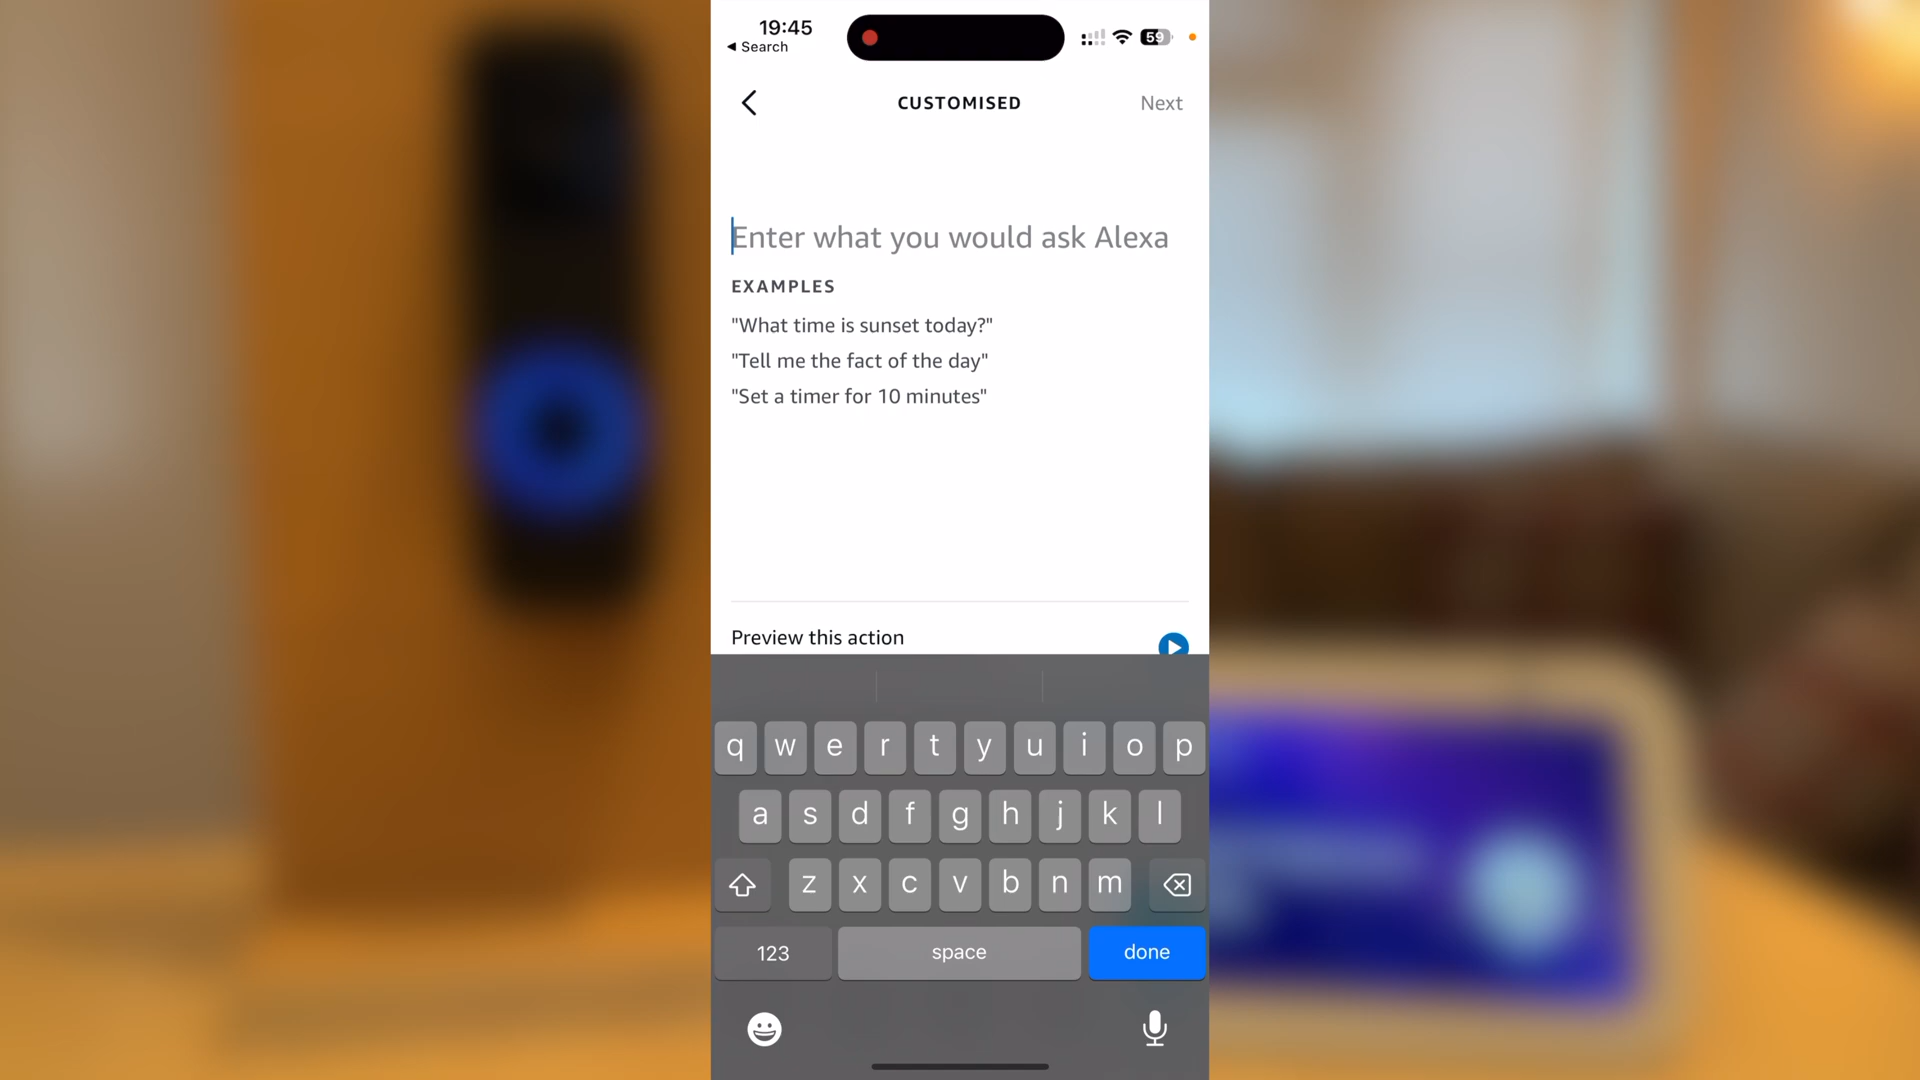 19:45
59
◄ Search
CUSTOMISED
Next
Enter what you would ask Alexa
EXAMPLES
"What time is sunset today?"
"Tell me the fact of the day"
"Set a timer for 10 minutes"
Preview this action
q w e r t y u i o p
a s d f g h j k l
z x c v b n m
123 space done